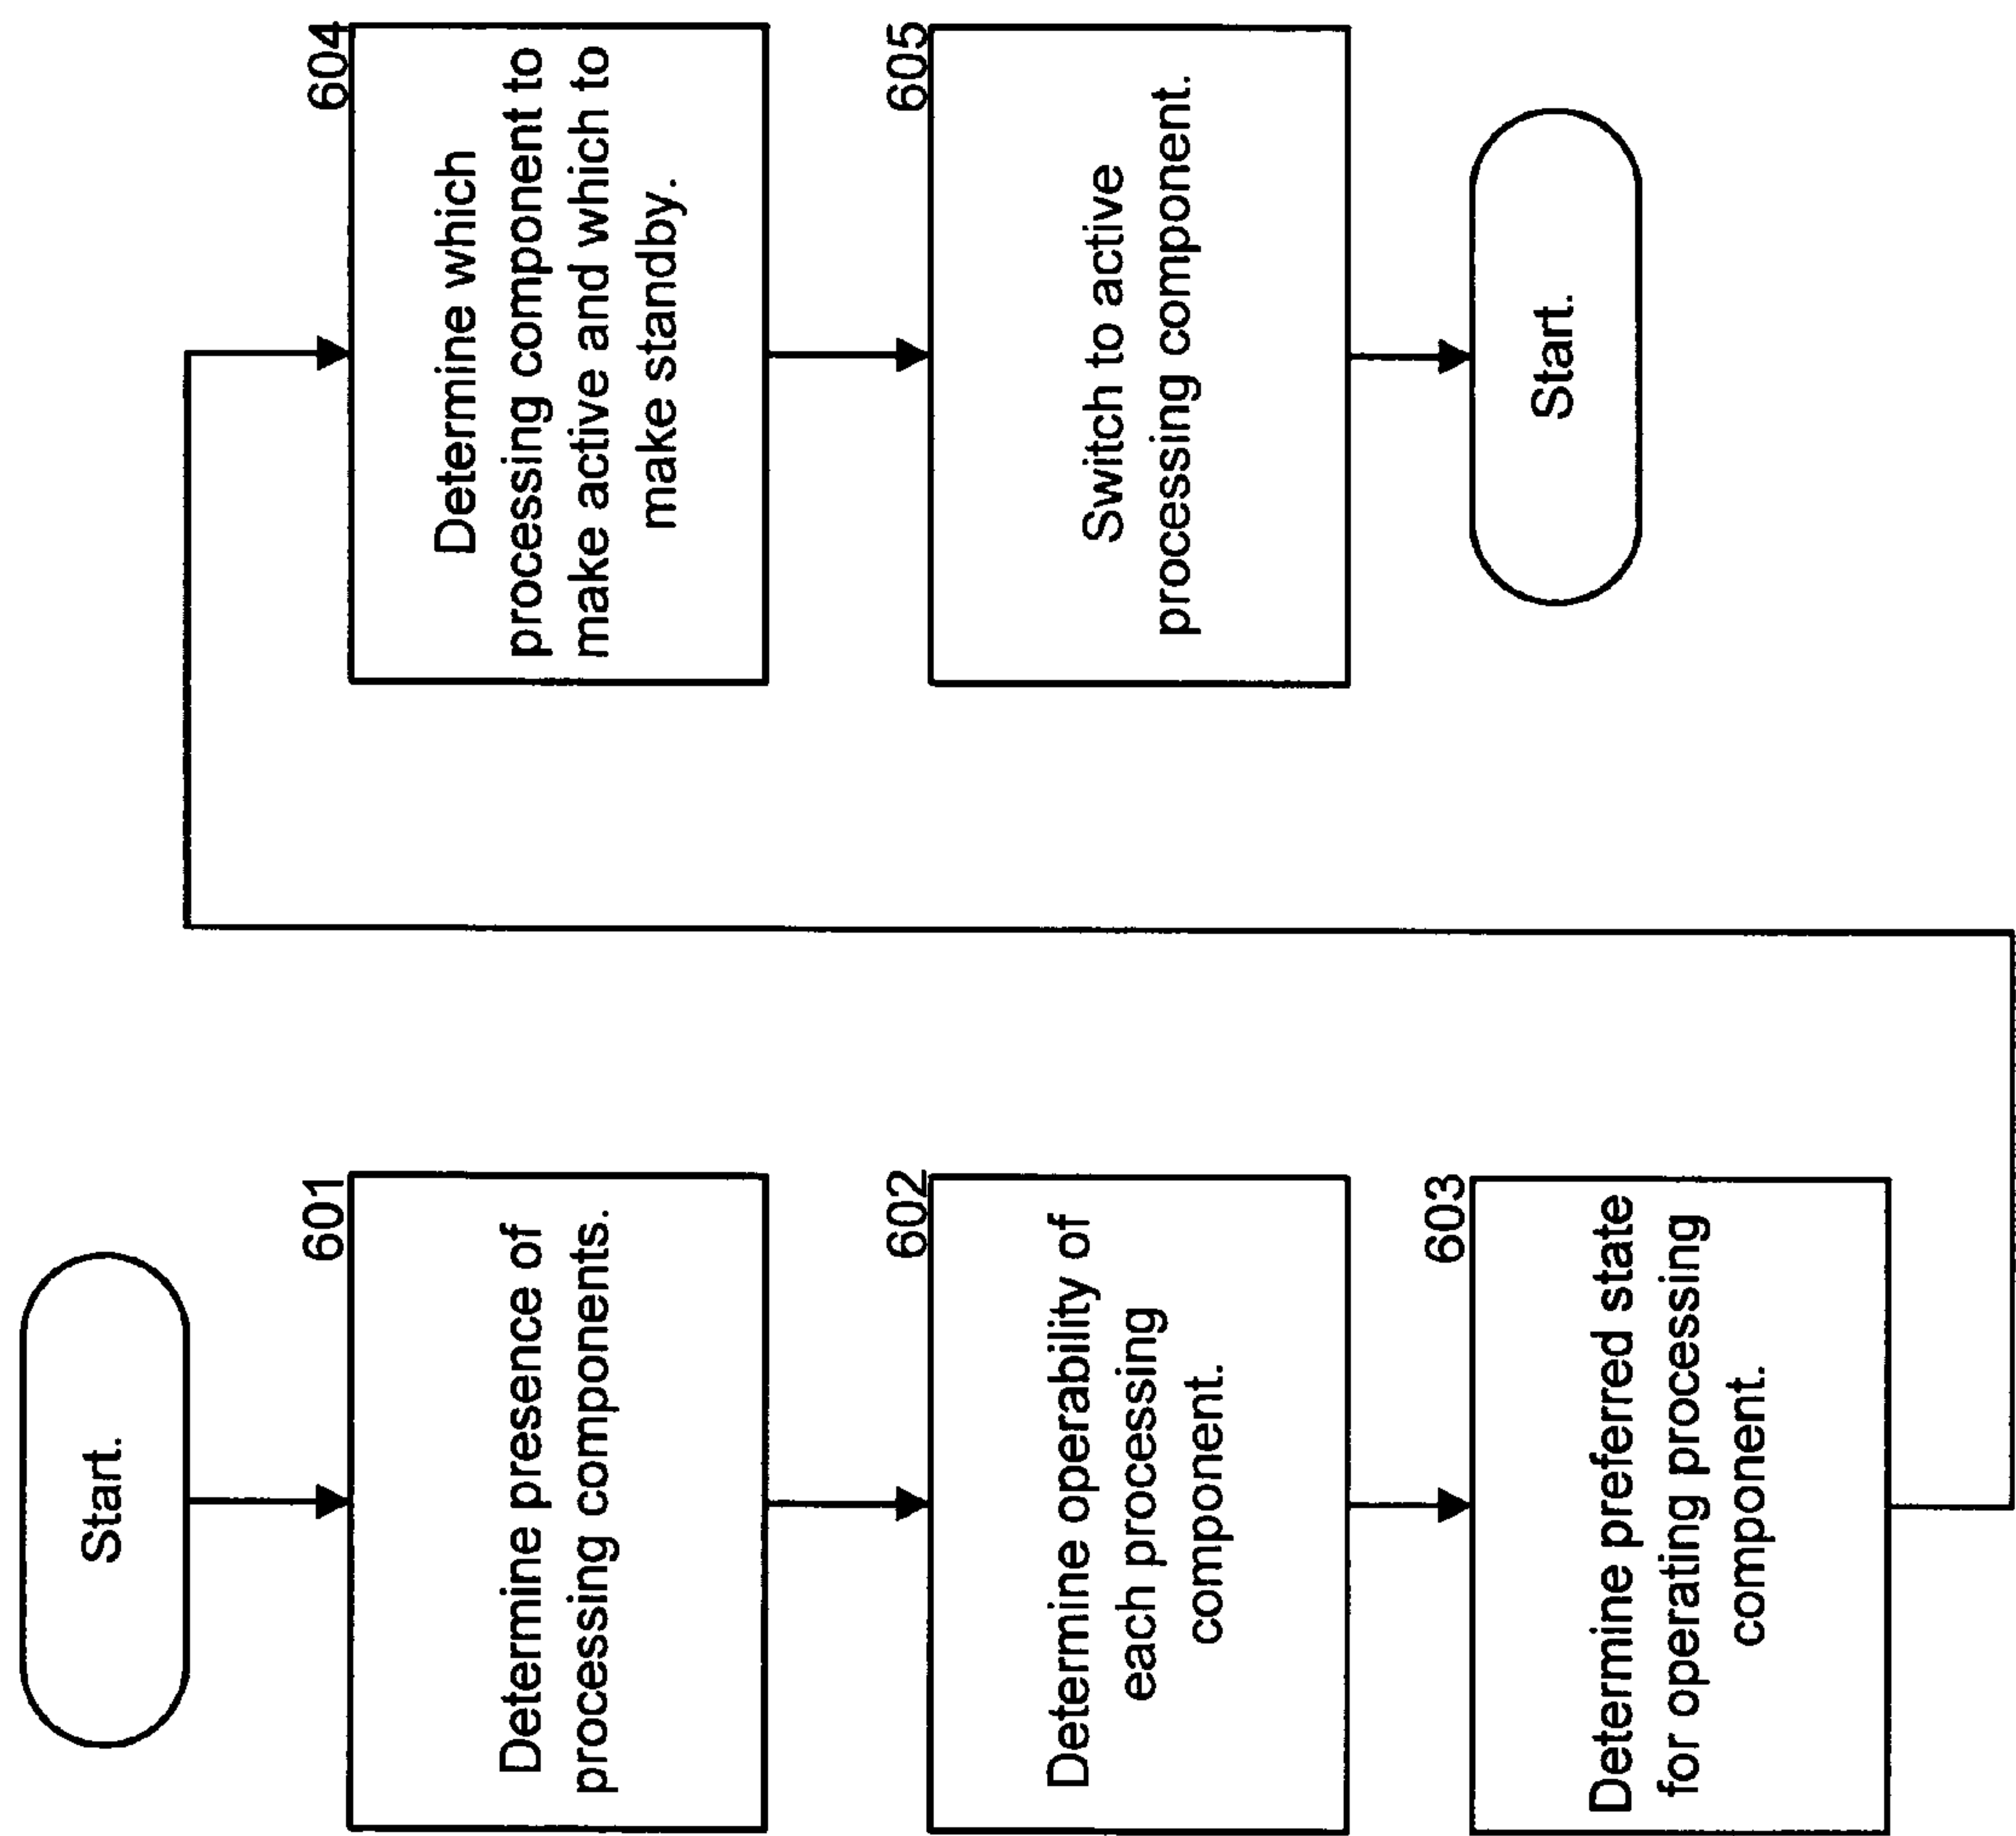 Start.
601
Determine presence of
processing components.
602
Determine operability of
each processing
component.
603
Determine preferred state
for operating processing
component.
604
Determine which
processing component to
make active and which to
make standby.
605
Switch to active
processing component.
Start.